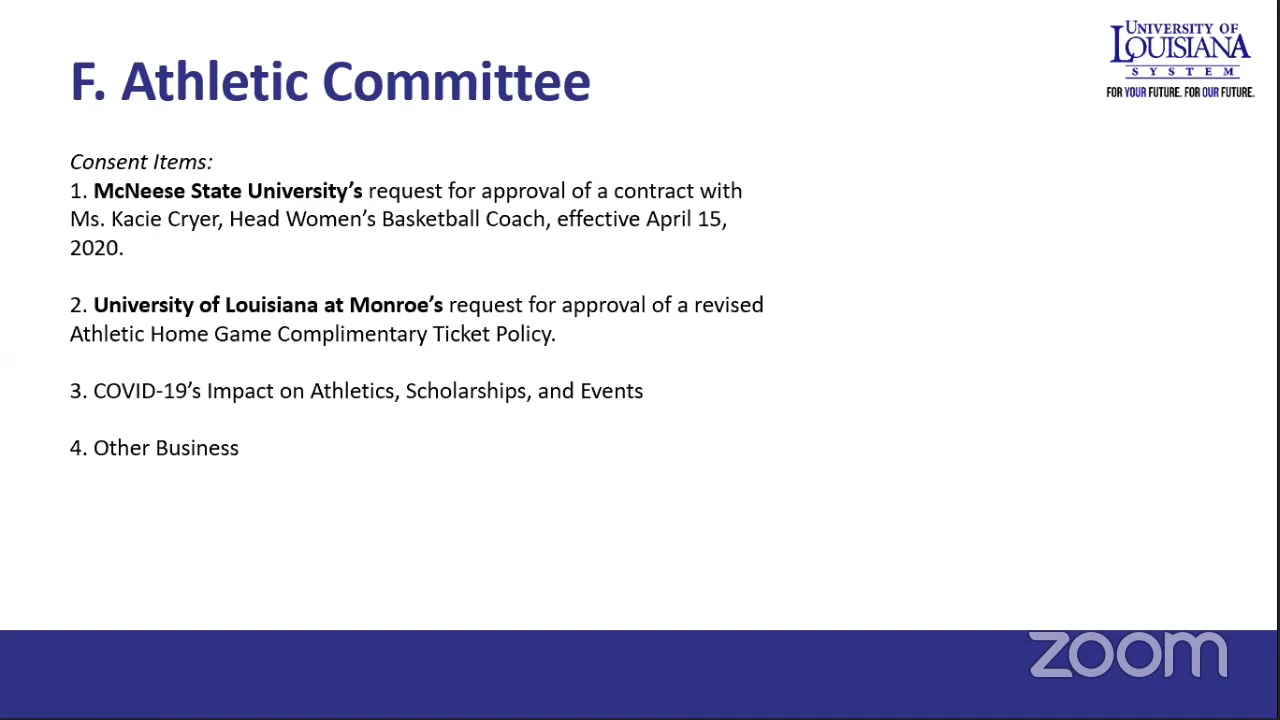 F. Athletic Committee
UNIVERSITY OF
LOUISIANA
SYSTEM
FOR YOUR FUTURE. FOR OUR FUTURE.
Consent Items:
1. McNeese State University’s request for approval of a contract with
Ms. Kacie Cryer, Head Women’s Basketball Coach, effective April 15,
2020.
2. University of Louisiana at Monroe’s request for approval of a revised
Athletic Home Game Complimentary Ticket Policy.
3. COVID-19’s Impact on Athletics, Scholarships, and Events
4. Other Business
zoom